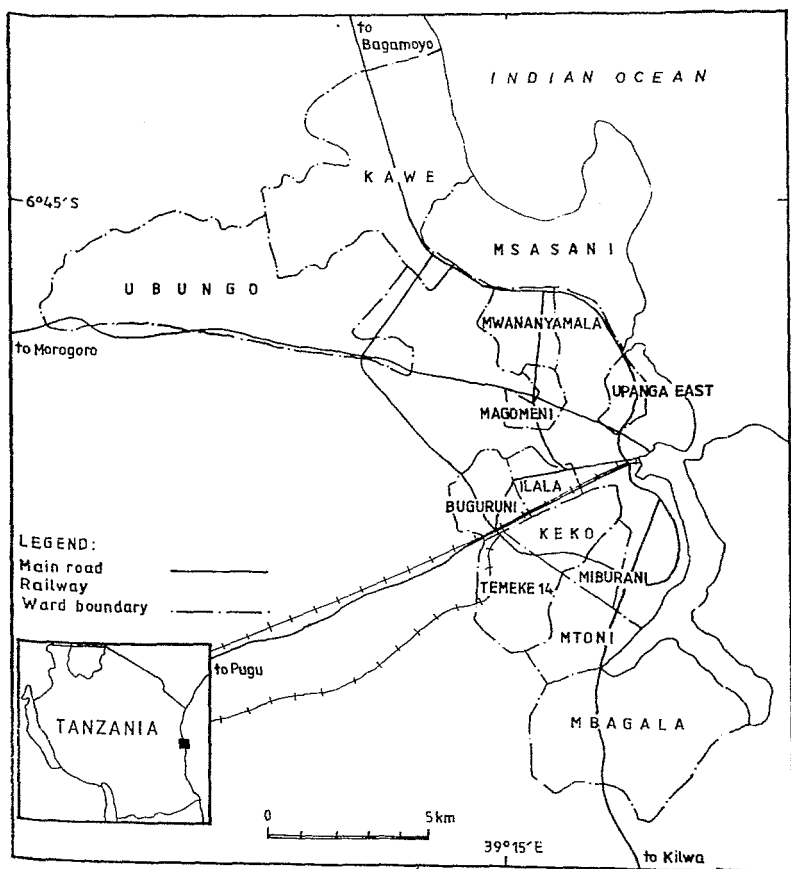 to
Bagamoyo
INDIAN OCEAN
KAWE
6°45'S
MSASANI
UBUNGO
MWANANYAMALA
to Morogoro
UPANGA EAST
MAGOMENI
ILALA
BUGURUNI
KEKO
LEGEND:
Main road
Railway
Ward boundary
MIBURANI
TEMEKE 14
MTONI
to Pugu
TANZANIA
MBAGALA
0 5km
39°15'E
to Kilwa